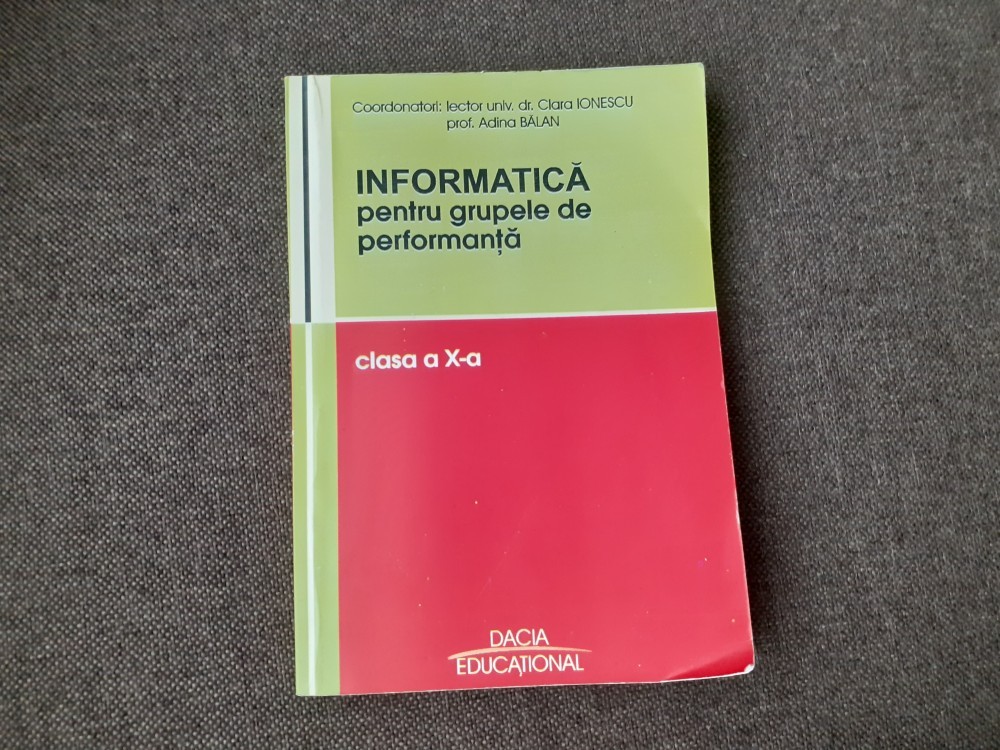 Coordonatori: lector univ. dr. Clara IONESCU
prof. Adina BĂLAN
INFORMATICĂ
pentru grupele de
performanță
clasa a X-a
DACIA
EDUCAȚIONAL